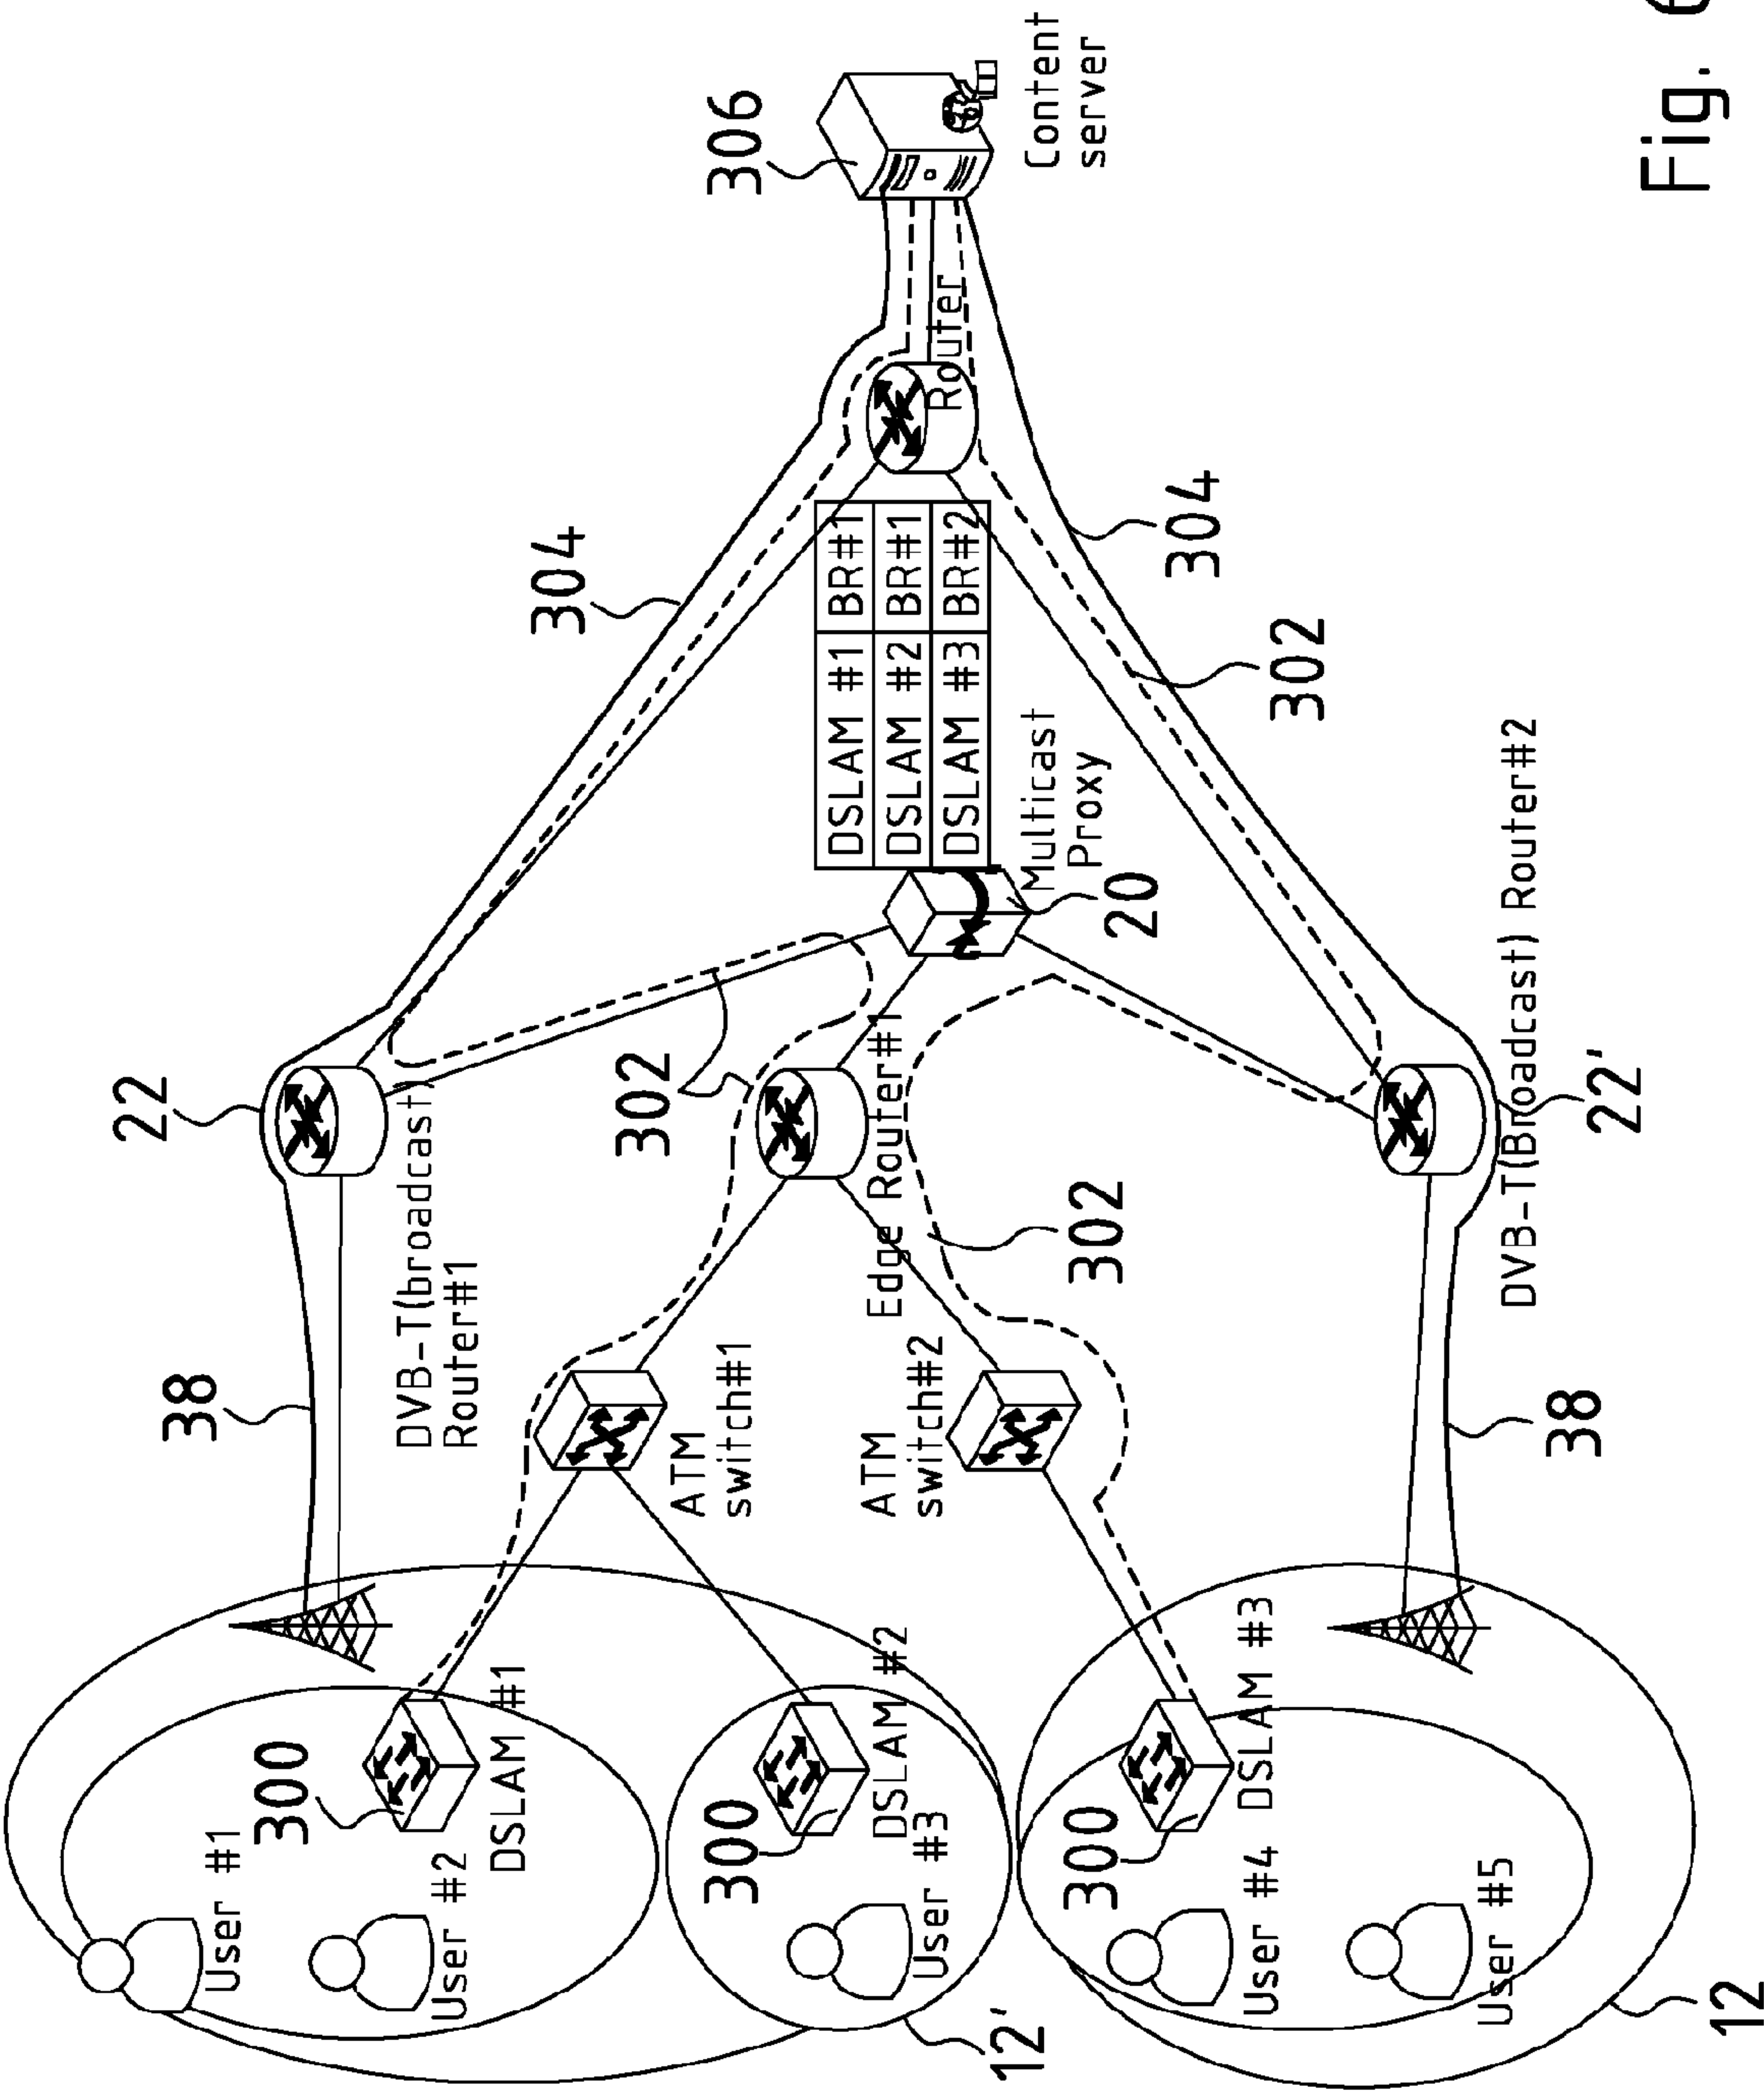 22
304
306
38
DVB-T(broadcast
Router#1
User #1
300
User #2
DSLAM #1
ATM
switch#1
302
Router
Content
server
DSLAM #1 BR#1
DSLAM #2 BR#1
DSLAM #3 BR#2
Multicast
Proxy
20
Edge Router#1
300
DSLAM #2
User #3
12'
ATM
switch#2
302
304
302
300
DSLAM #3
User #4
User #5
12
38
DVB-T(Broadcast) Router#2
22'
Fig.